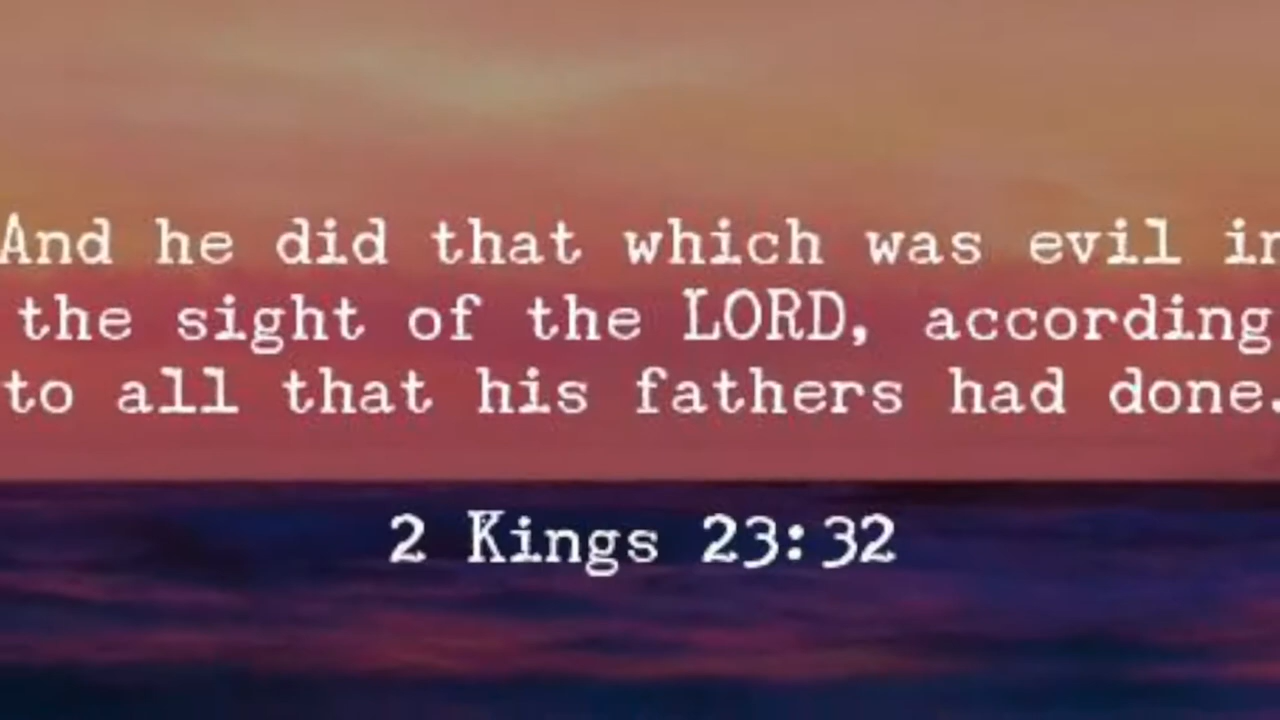 And he did that which was evil in
the sight of the LORD, according
to all that his fathers had done.
2 Kings 23:32